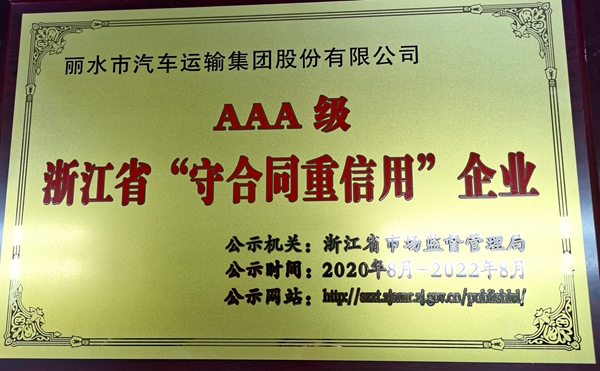 丽水市汽车运输集团股份有限公司
AAA 级
浙江省“守合同重信用”企业
公示机关：浙江省市场监督管理局
公示时间：2020年8月-2022年8月
公示网站：